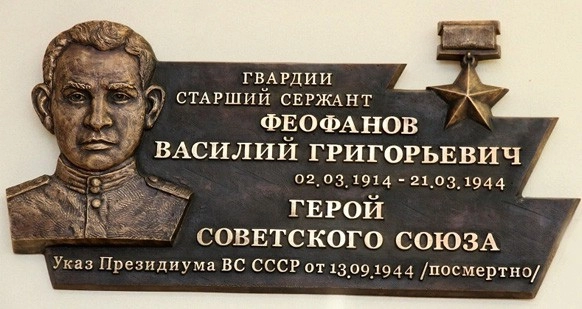 ГВАРДИИ
СТАРШИЙ СЕРЖАНТ
ФЕОФАНОВ
ВАСИЛИЙ ГРИГОРЬЕВИЧ
02.03.1914 - 21.03.1944
ГЕРОЙ
СОВЕТСКОГО СОЮЗА
Указ Президиума ВС СССР от 13.09.1944 /посмертно/